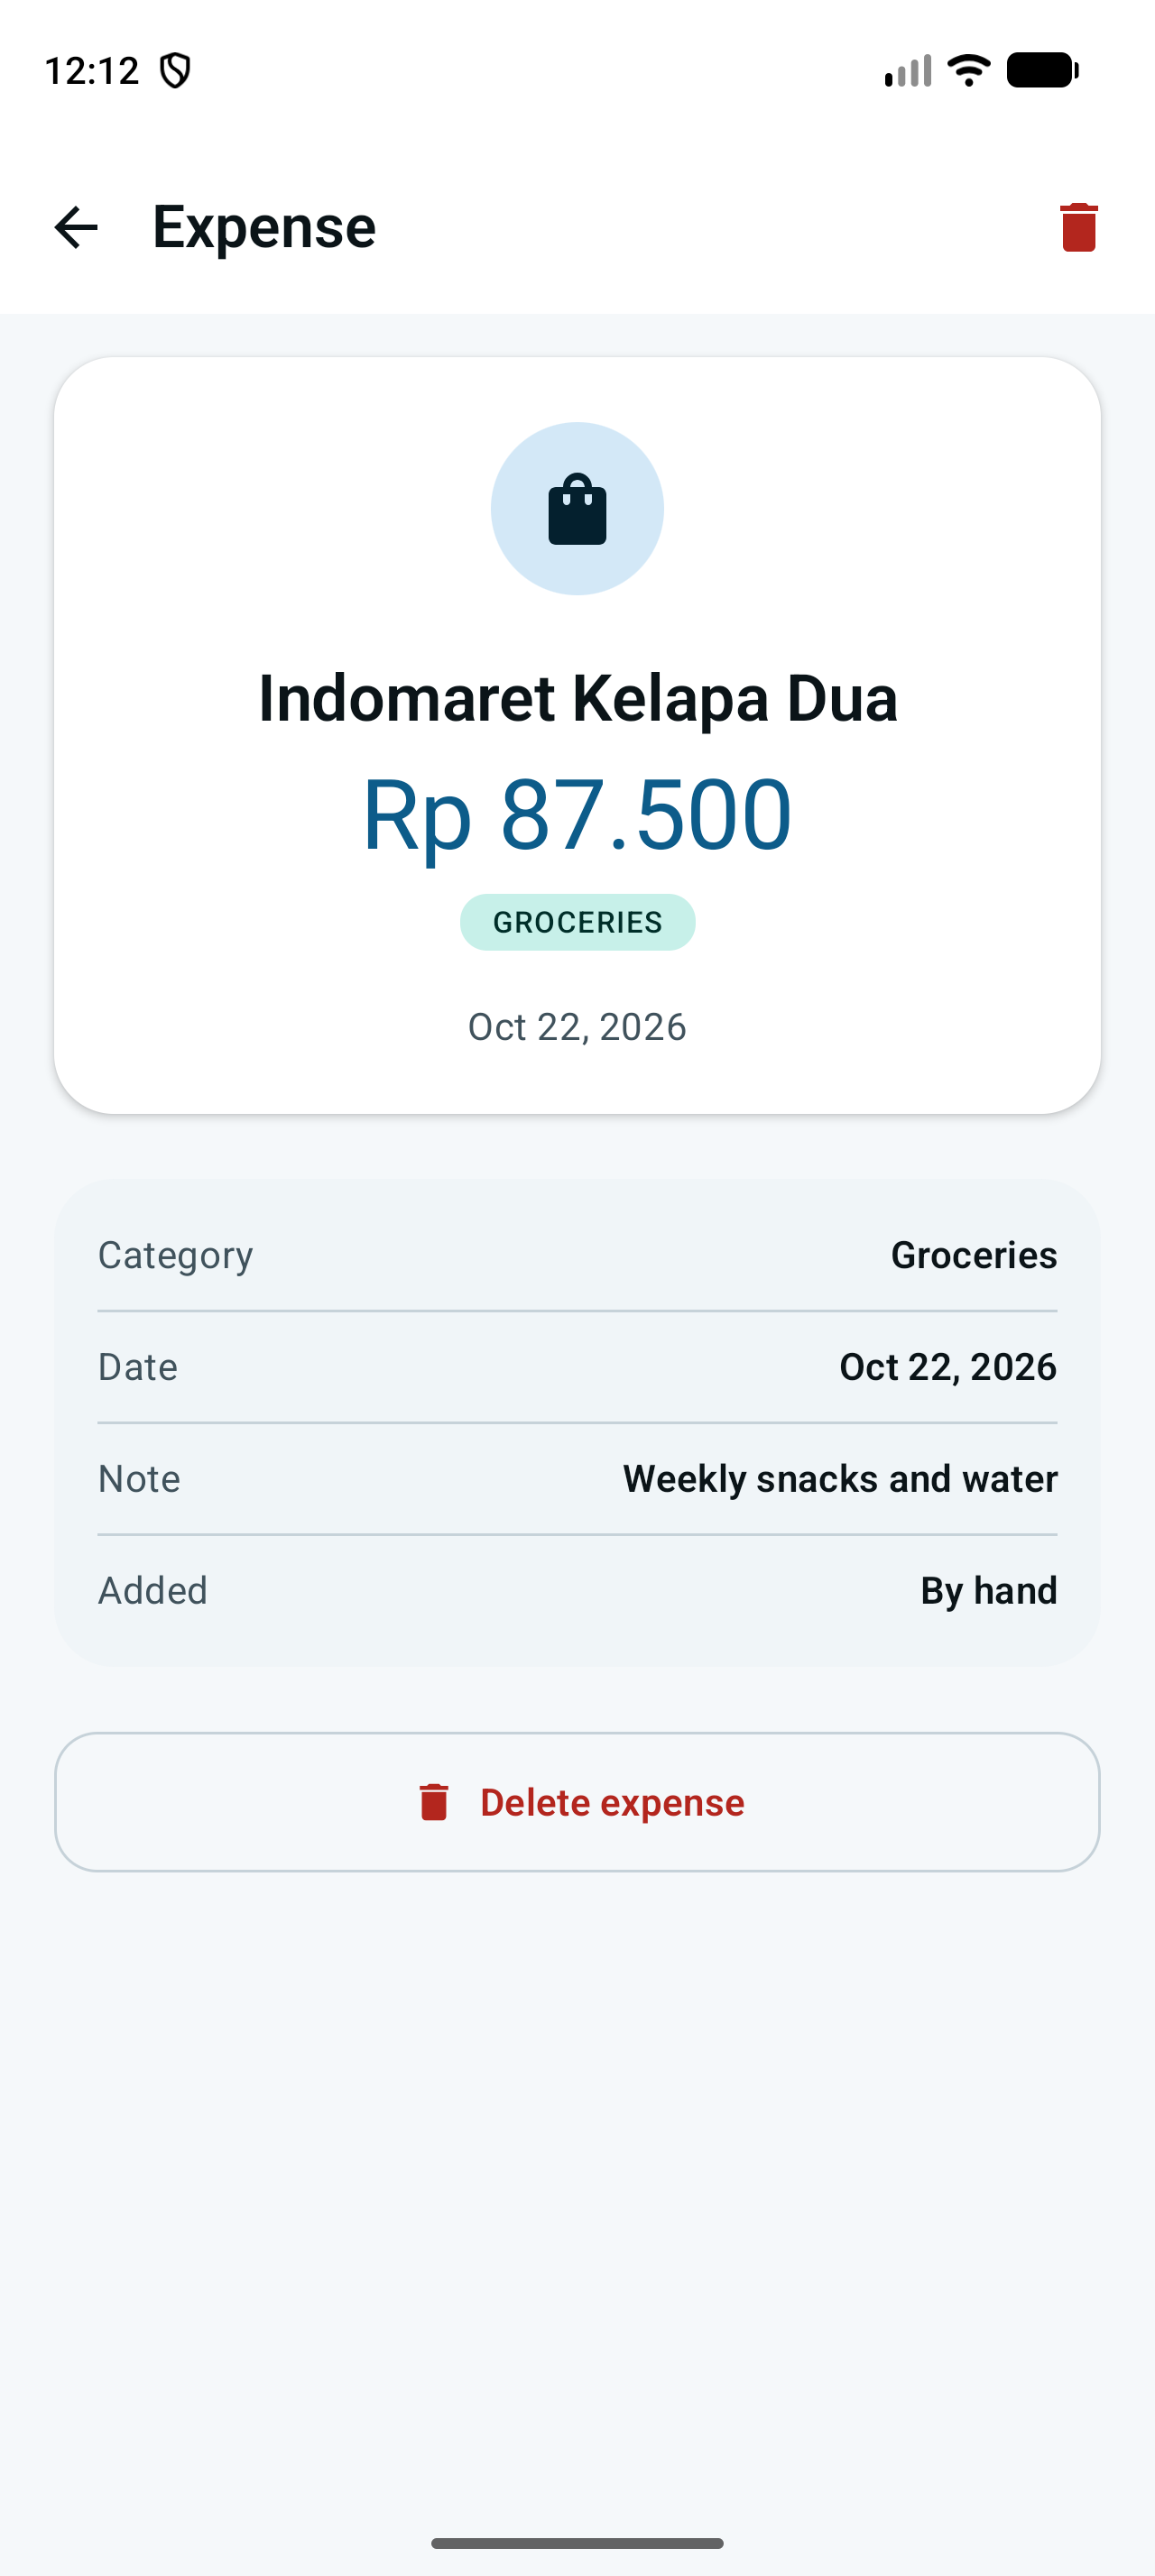 12:12
Expense
Indomaret Kelapa Dua
Rp 87.500
GROCERIES
Oct 22, 2026
Category Groceries
Date Oct 22, 2026
Note Weekly snacks and water
Added By hand
Delete expense